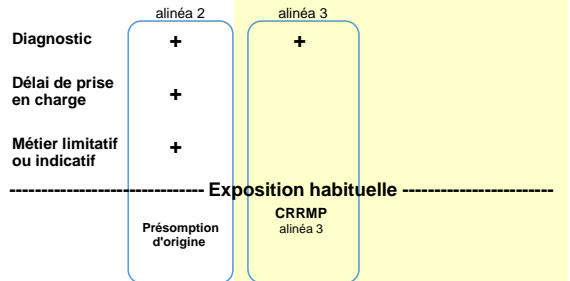 alinéa 2 alinéa 3
Diagnostic + +
Délai de prise
en charge +
Métier limitatif
ou indicatif +
------------------------------ Exposition habituelle -----------------------
Présomption
d'origine
CRRMP
alinéa 3